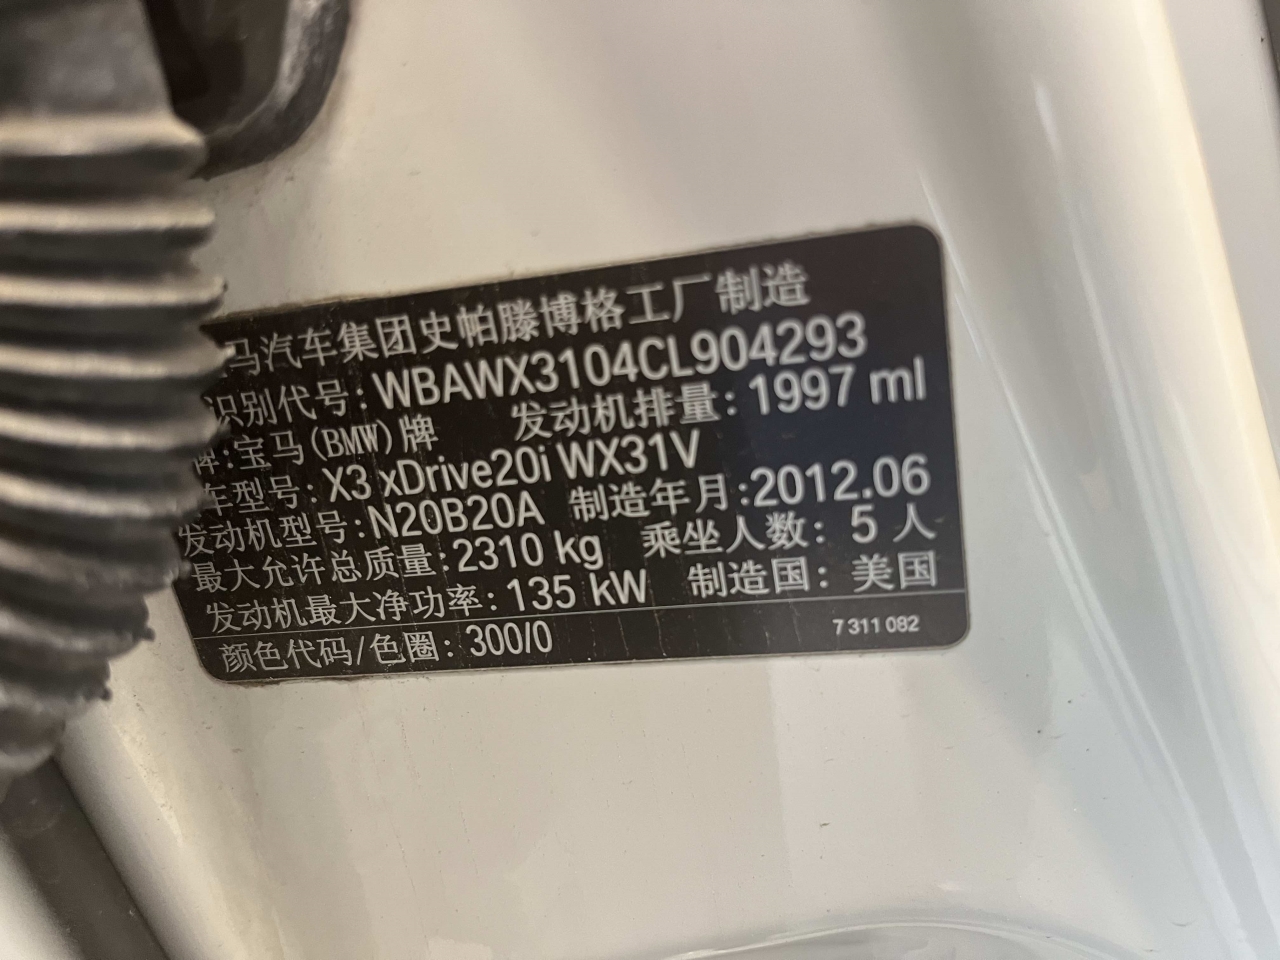 马汽车集团史帕滕博格工厂制造
识别代号: WBAWX3104CL904293
牌:宝马(BMW)牌 发动机排量: 1997 ml
车型号: X3 xDrive20i WX31V
发动机型号: N20B20A 制造年月:2012.06
最大允许总质量:2310 kg 乘坐人数: 5 人
发动机最大净功率: 135 kW 制造国: 美国
颜色代码/色圈: 300/0 7 311 082